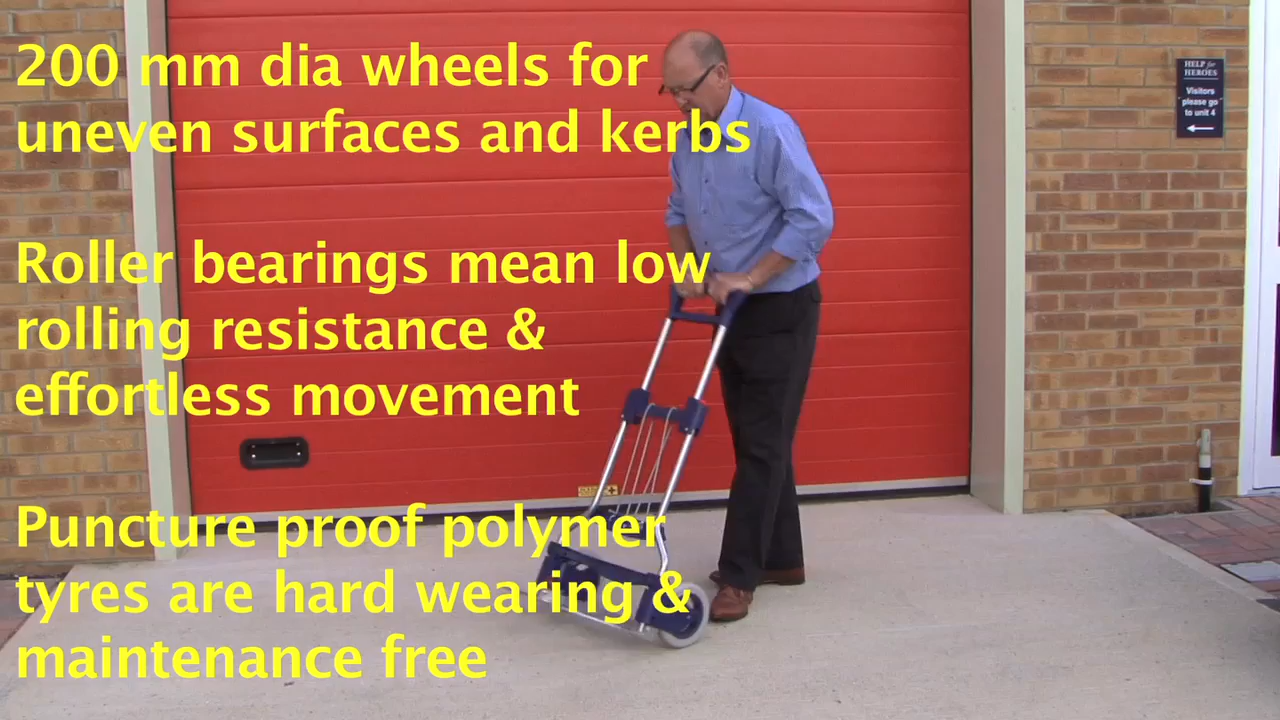 200 mm dia wheels for
uneven surfaces and kerbs
Roller bearings mean low
rolling resistance &
effortless movement
Puncture proof polymer
tyres are hard wearing &
maintenance free
HELP for
HEROES
Visitors
please go
to unit 4